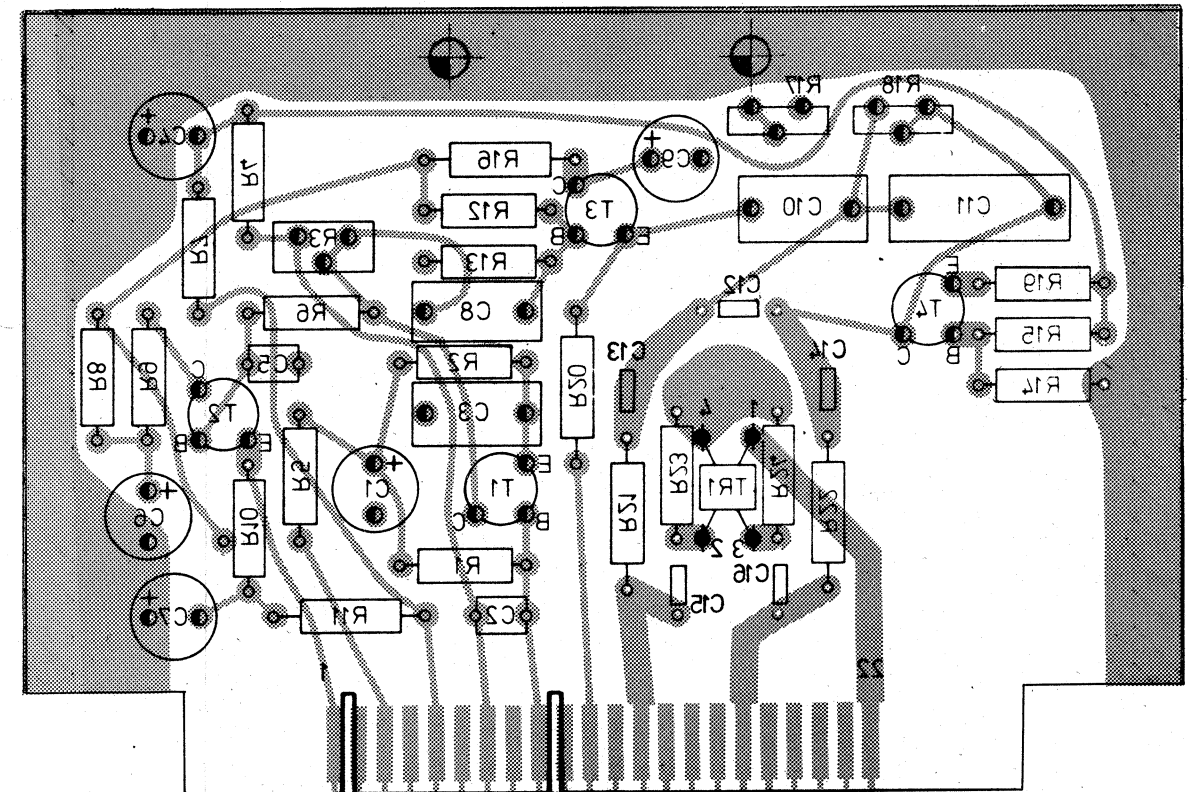 R17
R18
+
C4
R4
R16
+
C9
C
R7
R12
T3
C10
C11
R3
B
E
R13
E
C12
R19
R6
C8
T4
R15
C13
C14
C
B
R8
R9
C5
R2
R20
R14
C
T2
C3
4
1
B
E
R5
+
C1
E
T1
R23
TR1
R24
+
C6
R10
C
B
R21
R22
2
3
R1
C16
+
C7
R11
C2
C15
1
22